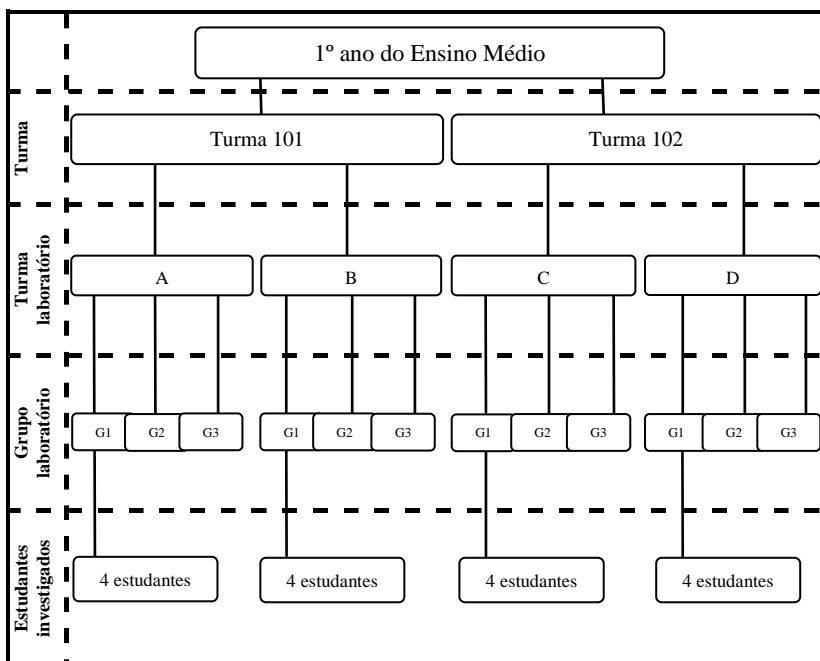 1º ano do Ensino Médio
Turma
Turma 101
Turma 102
Turma
laboratório
A
B
C
D
Grupo
laboratório
G1
G2
G3
G1
G2
G3
G1
G2
G3
G1
G2
G3
Estudantes
investigados
4 estudantes
4 estudantes
4 estudantes
4 estudantes